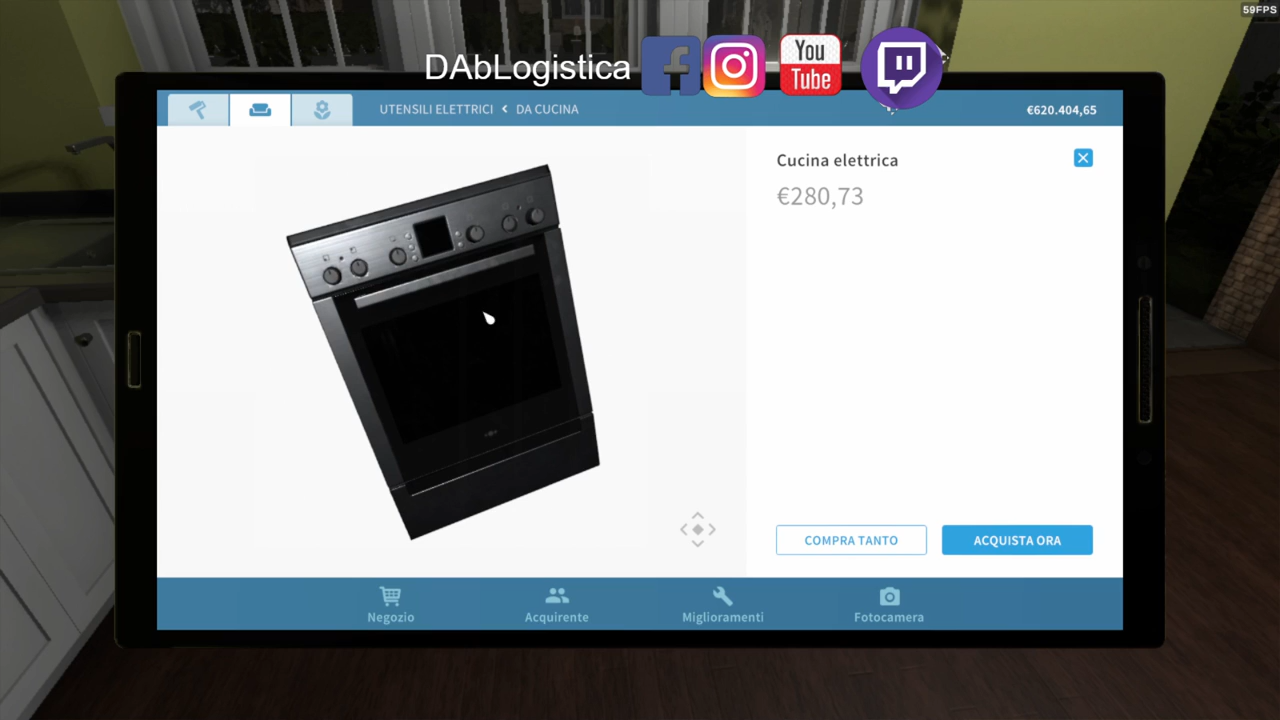 59FPS
DAbLogistica
You
Tube
UTENSILI ELETTRICI < DA CUCINA
€620.404,65
Cucina elettrica
€280,73
COMPRA TANTO
ACQUISTA ORA
Negozio
Acquirente
Miglioramenti
Fotocamera